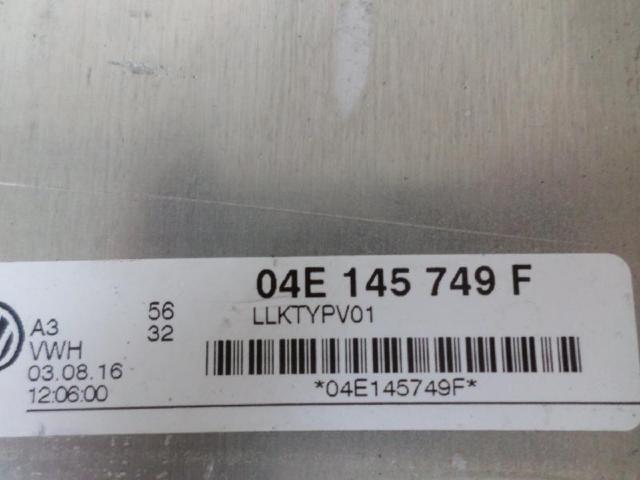 04E 145 749 F
LLKTYPV01
A3 56
VWH 32
03.08.16
12:06:00
*04E145749F*